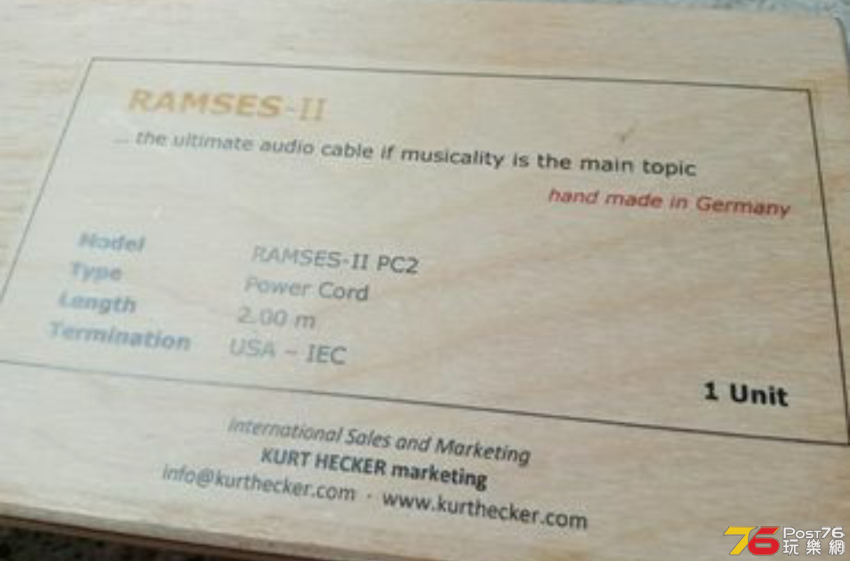 RAMSES-II
... the ultimate audio cable if musicality is the main topic
hand made in Germany
Model RAMSES-II PC2
Type Power Cord
Length 2.00 m
Termination USA – IEC
1 Unit
International Sales and Marketing
KURT HECKER marketing
info@kurthecker.com · www.kurthecker.com
76 Post76
玩樂網